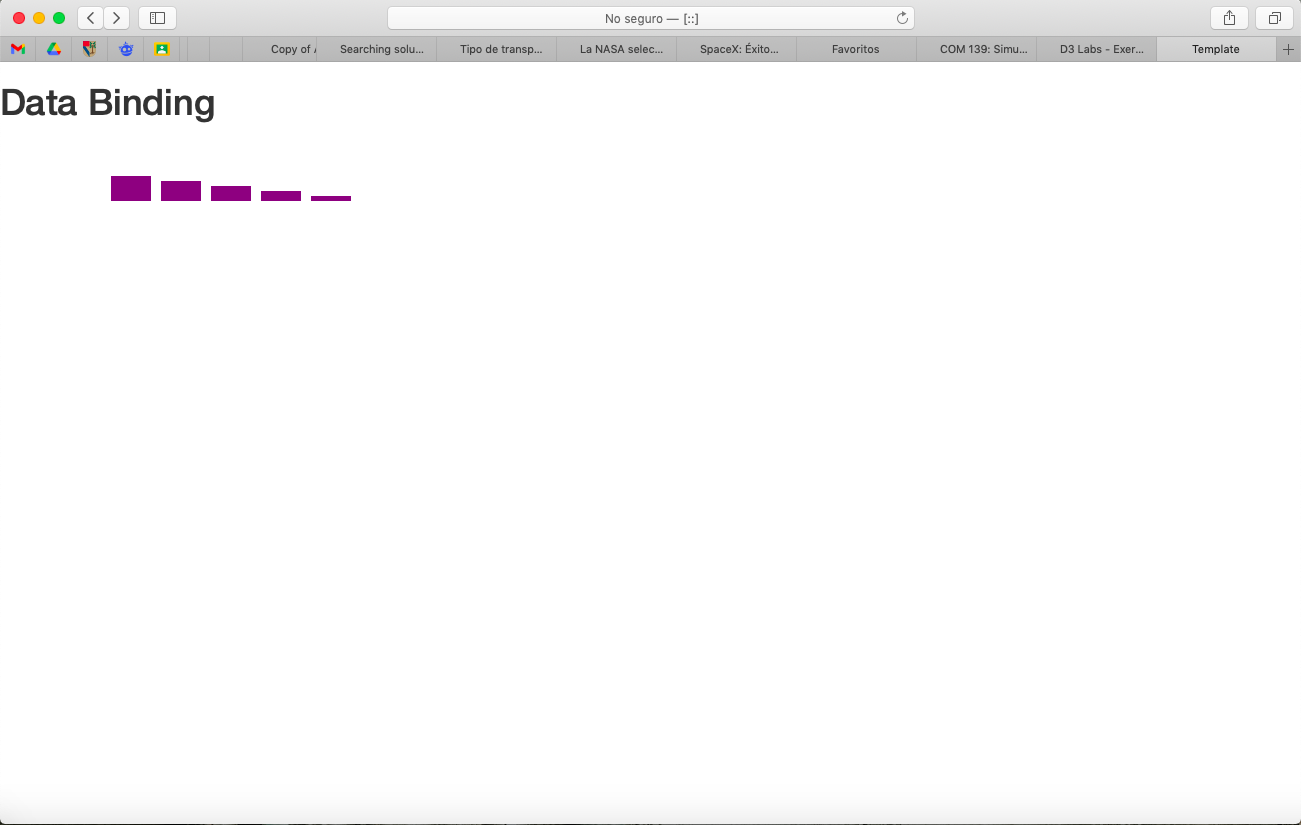 No seguro — [::]
Copy of
Searching solu...
Tipo de transp...
La NASA selec...
SpaceX: Éxito...
Favoritos
COM 139: Simu...
D3 Labs - Exer...
Template
Data Binding